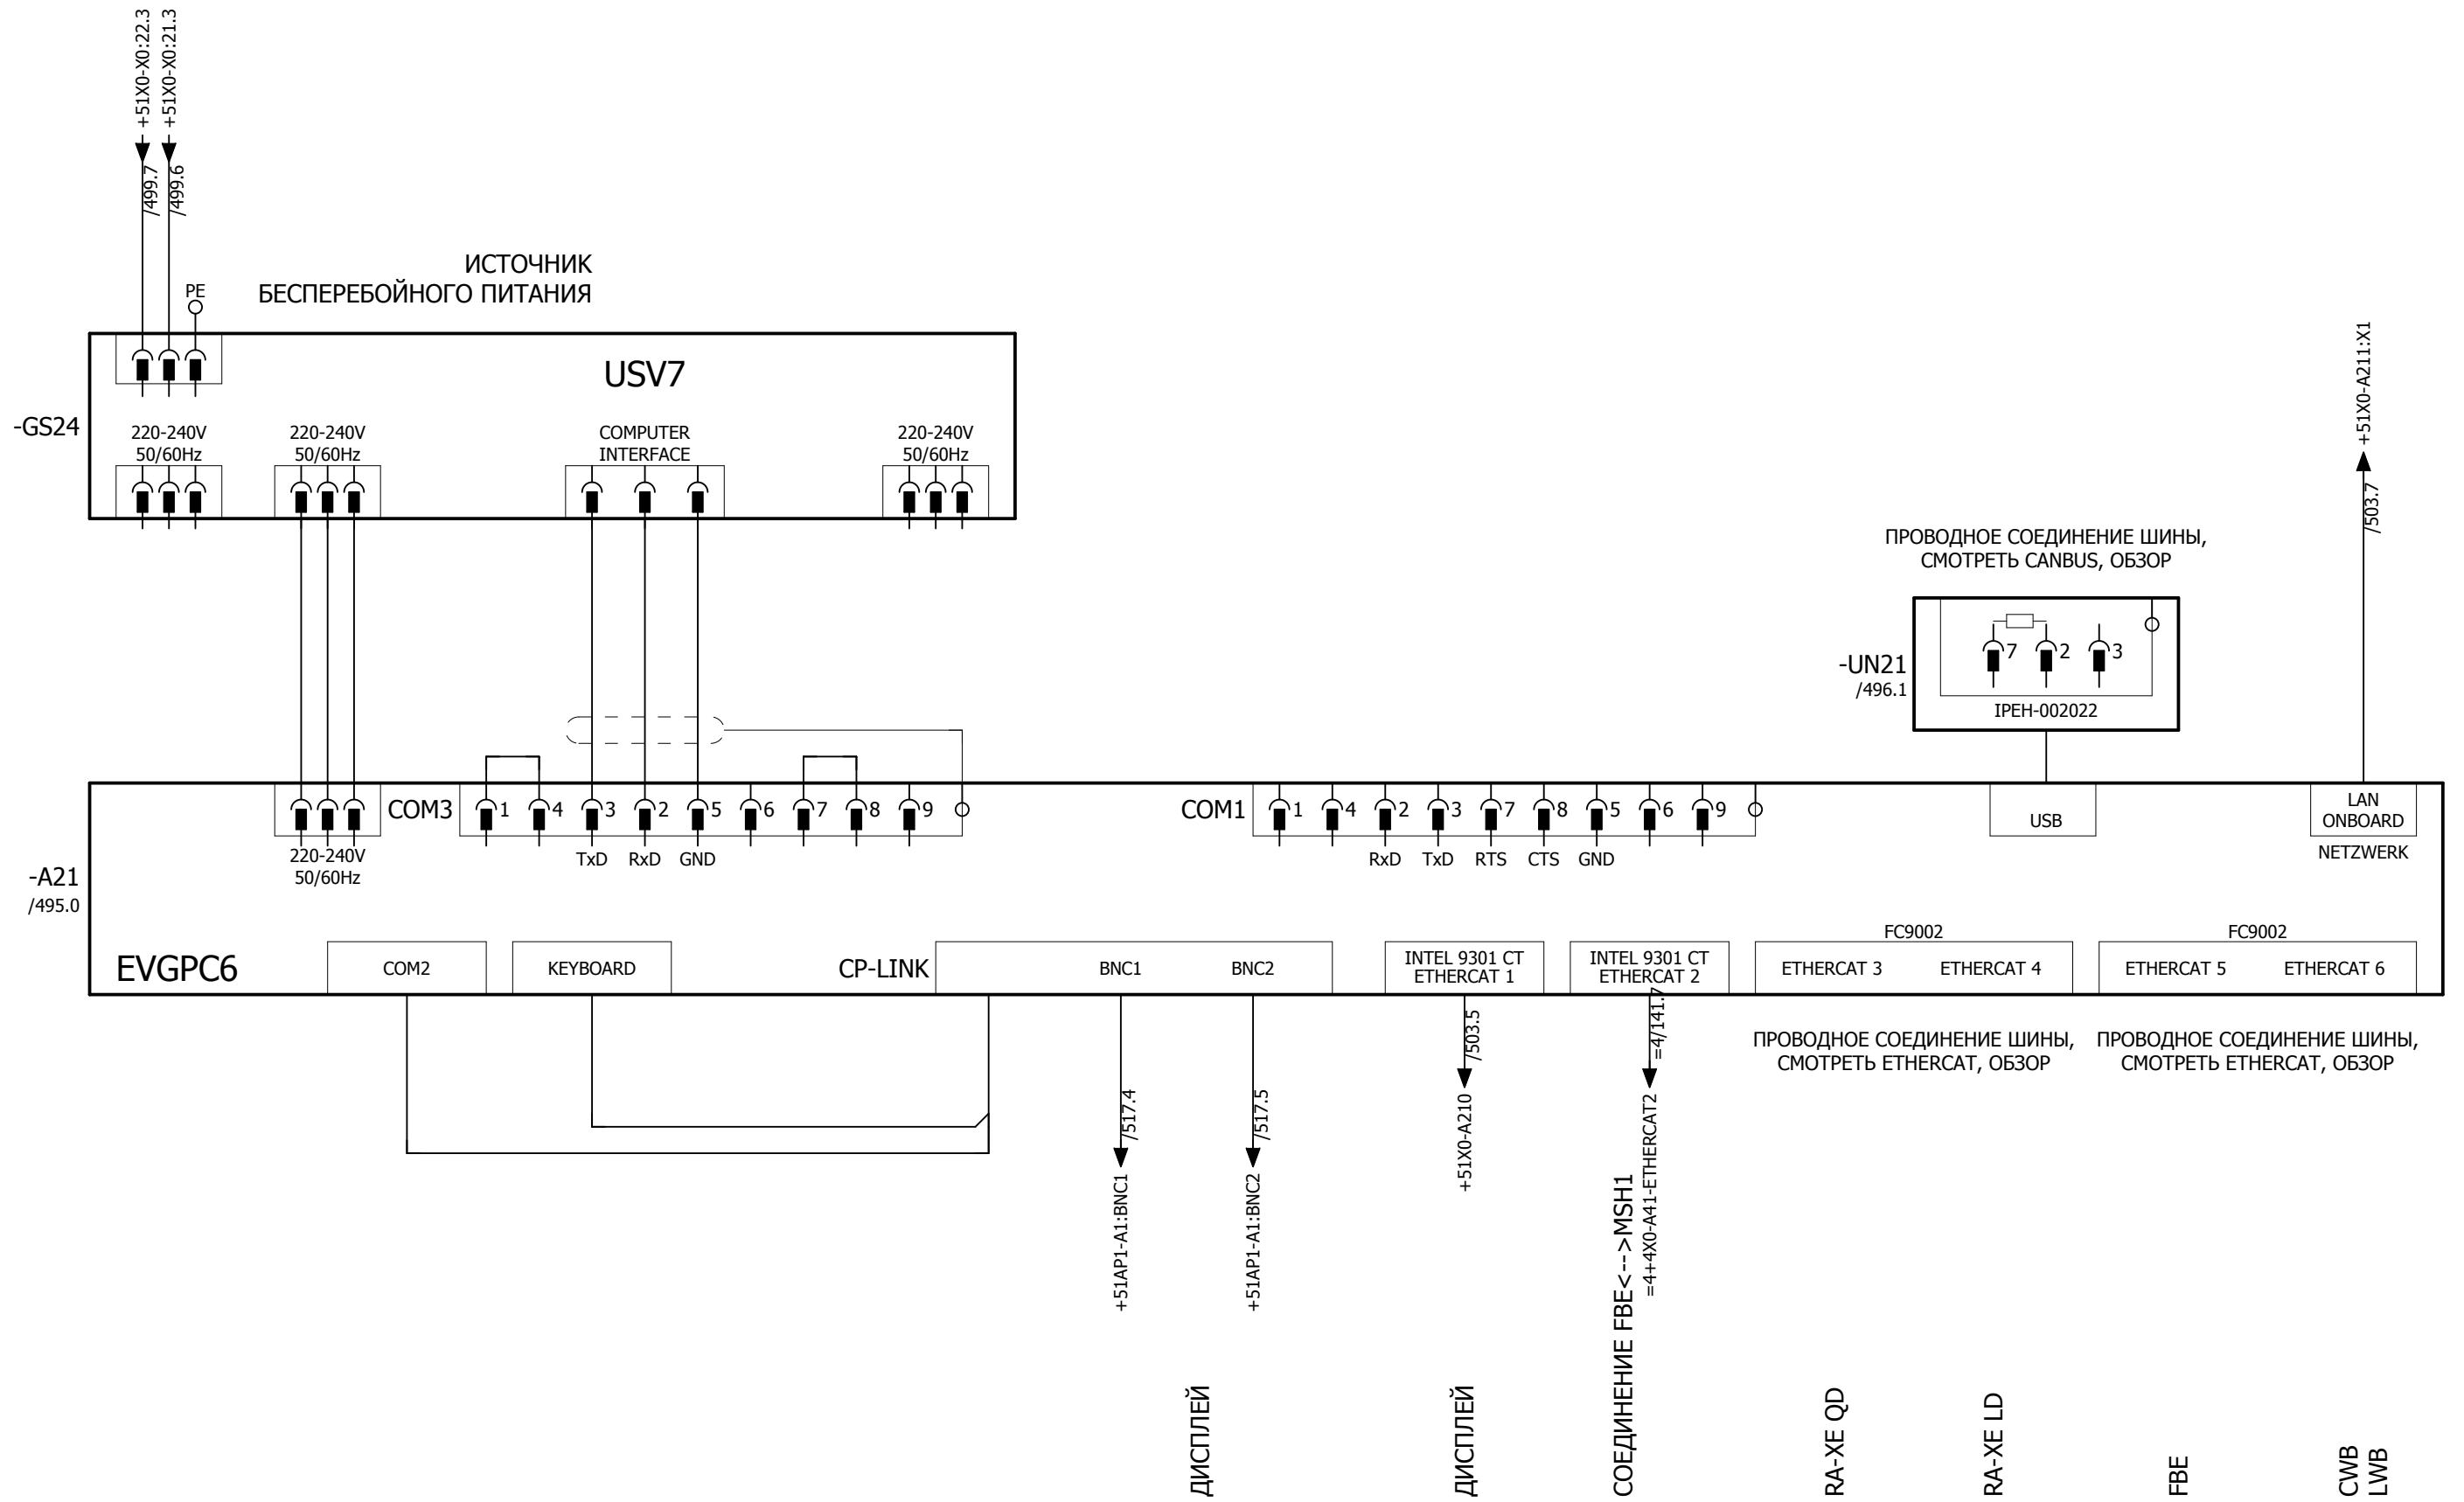 +51X0-X0:22.3
+51X0-X0:21.3
/499.7
/499.6
PE
ИСТОЧНИК
БЕСПЕРЕБОЙНОГО ПИТАНИЯ
USV7
-GS24
220-240V
50/60Hz
220-240V
50/60Hz
COMPUTER
INTERFACE
220-240V
50/60Hz
+51X0-A211:X1
/503.7
ПРОВОДНОЕ СОЕДИНЕНИЕ ШИНЫ,
СМОТРЕТЬ CANBUS, ОБЗОР
-UN21
/496.1
7 2 3
IPEH-002022
COM3
1 4 3 2 5 6 7 8 9
TxD RxD GND
COM1
1 4 2 3 7 8 5 6 9
RxD TxD RTS CTS GND
USB
LAN
ONBOARD
NETZWERK
220-240V
50/60Hz
-A21
/495.0
EVGPC6
COM2
KEYBOARD
CP-LINK
BNC1
BNC2
INTEL 9301 CT
ETHERCAT 1
INTEL 9301 CT
ETHERCAT 2
FC9002
ETHERCAT 3
ETHERCAT 4
FC9002
ETHERCAT 5
ETHERCAT 6
/517.4
/517.5
/503.5
=4/141.7
ПРОВОДНОЕ СОЕДИНЕНИЕ ШИНЫ,
СМОТРЕТЬ ETHERCAT, ОБЗОР
ПРОВОДНОЕ СОЕДИНЕНИЕ ШИНЫ,
СМОТРЕТЬ ETHERCAT, ОБЗОР
+51AP1-A1:BNC1
+51AP1-A1:BNC2
+51X0-A210
=4+4X0-A41-ETHERCAT2
ДИСПЛЕЙ
ДИСПЛЕЙ
СОЕДИНЕНИЕ FBE<-->MSH1
RA-XE QD
RA-XE LD
FBE
CWB
LWB